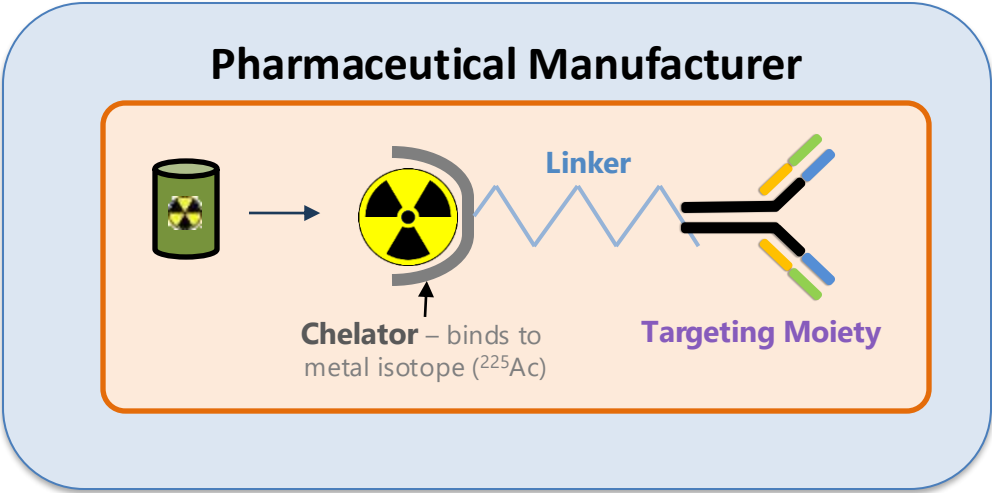 Pharmaceutical Manufacturer
Linker
Chelator – binds to
metal isotope (²²⁵Ac)
Targeting Moiety